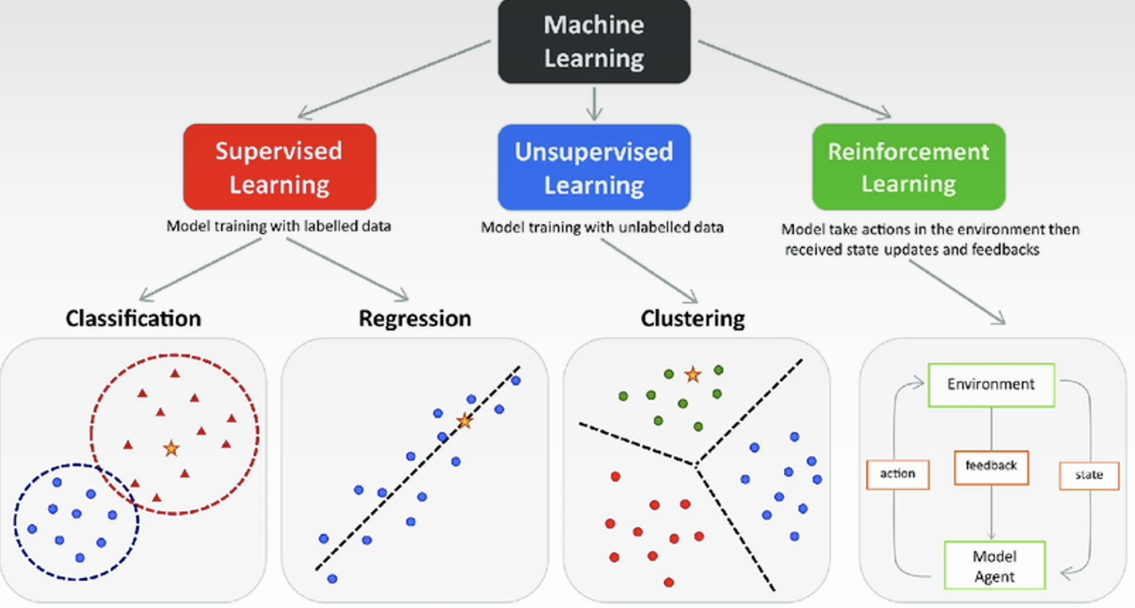 Machine
Learning
Supervised
Learning
Unsupervised
Learning
Reinforcement
Learning
Model training with labelled data
Model training with unlabelled data
Model take actions in the environment then
received state updates and feedbacks
Classification
Regression
Clustering
Environment
action
feedback
state
Model
Agent